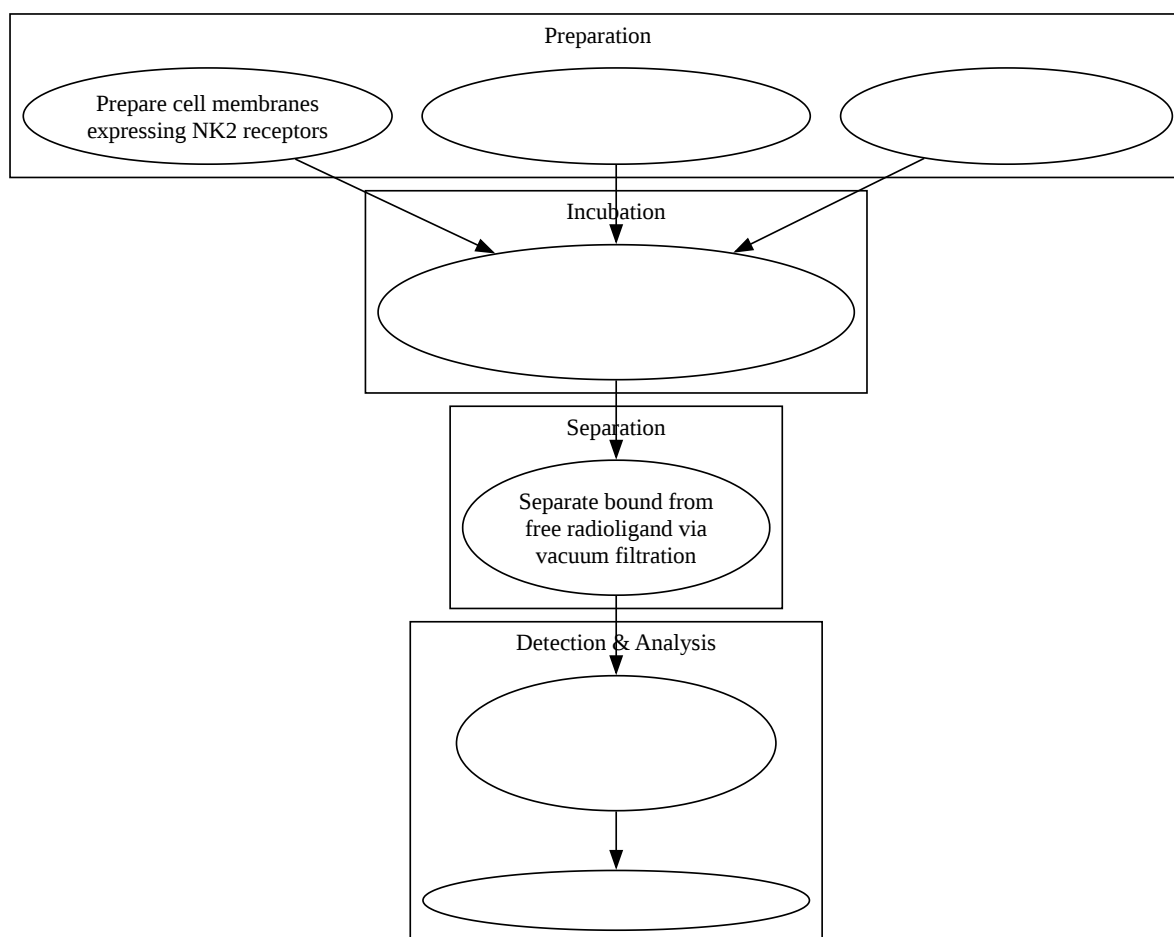 Preparation
Prepare cell membranes
expressing NK2 receptors
Incubation
Separation
Separate bound from
free radioligand via
vacuum filtration
Detection & Analysis